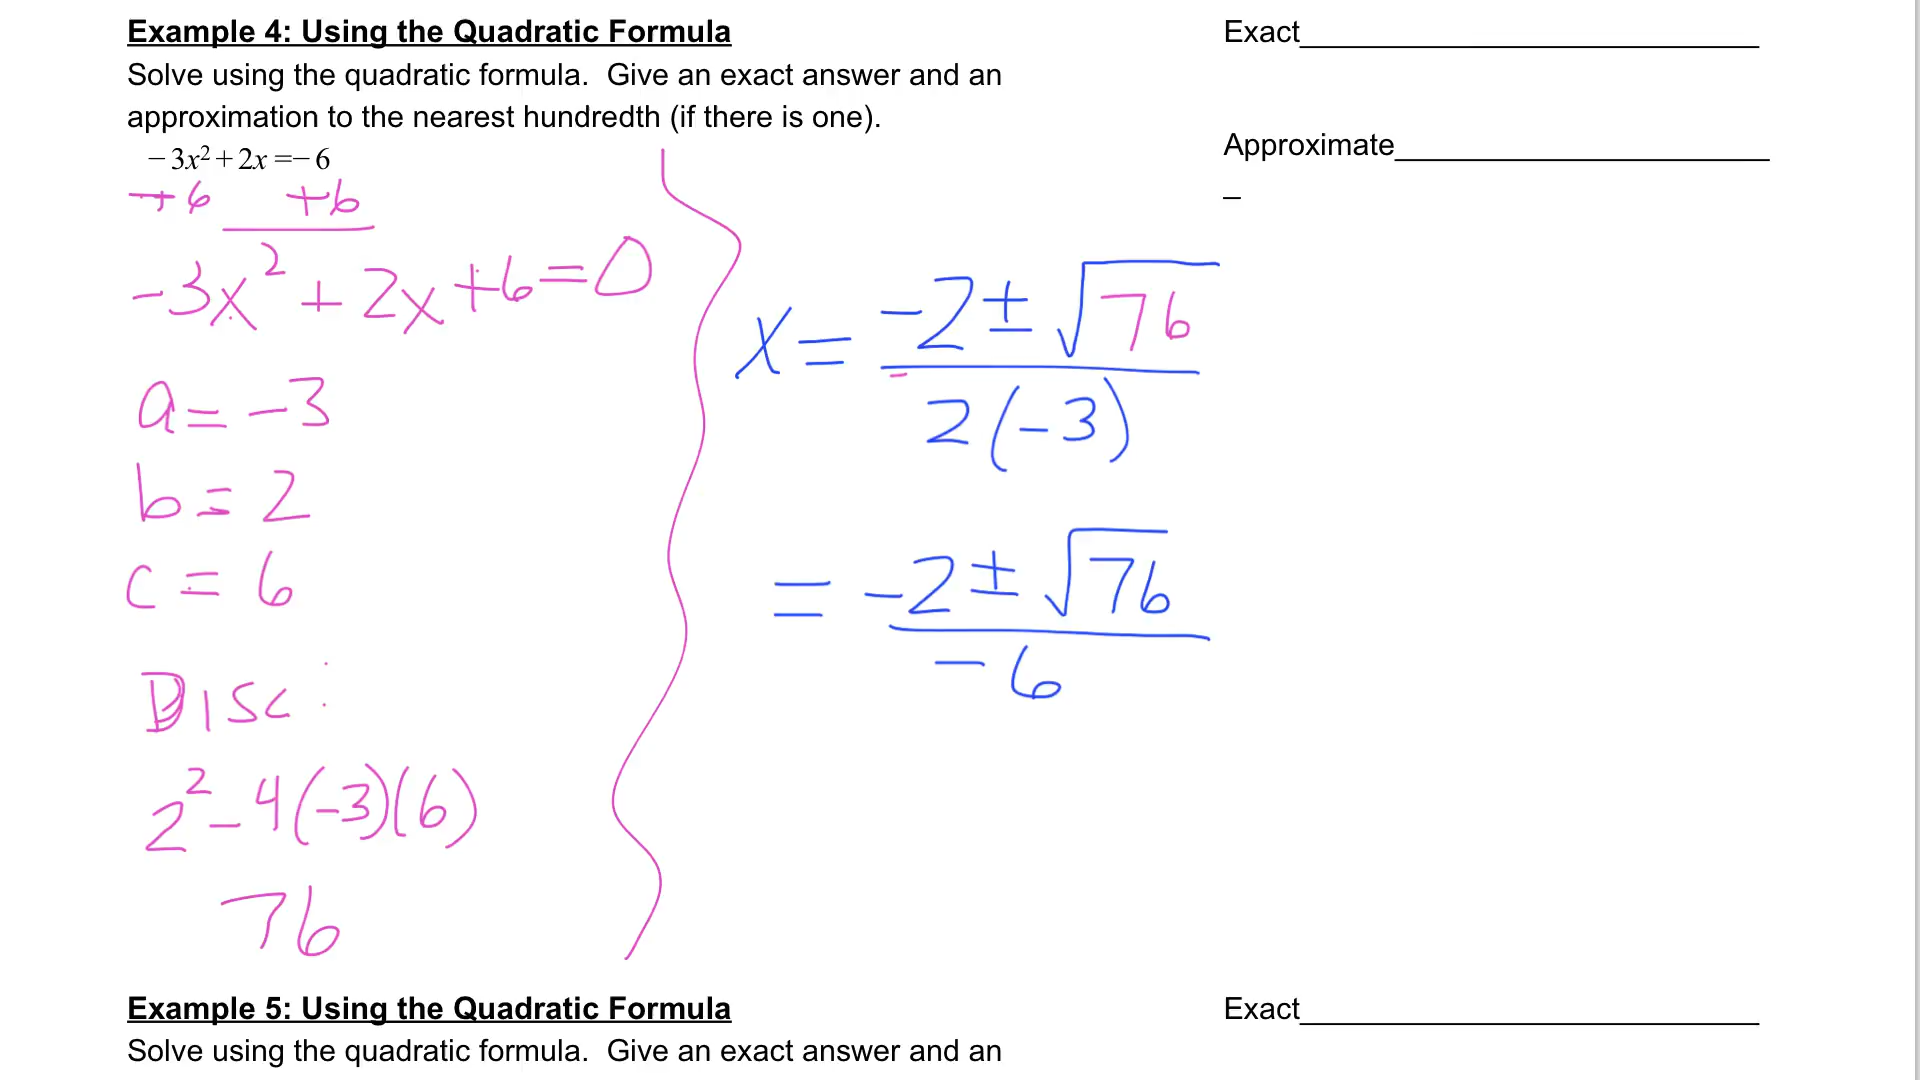 Example 4: Using the Quadratic Formula
Solve using the quadratic formula. Give an exact answer and an
approximation to the nearest hundredth (if there is one).
−3x²+2x=−6
+6 +6
-3x² + 2x +6=0
a= -3
b= 2
c= 6
DISC:
2² - 4(-3)(6)
76
Exact____________________________
Approximate_______________________
_
x= -2 ± √76
2(-3)
= -2 ± √76
-6
Example 5: Using the Quadratic Formula
Solve using the quadratic formula. Give an exact answer and an
Exact____________________________